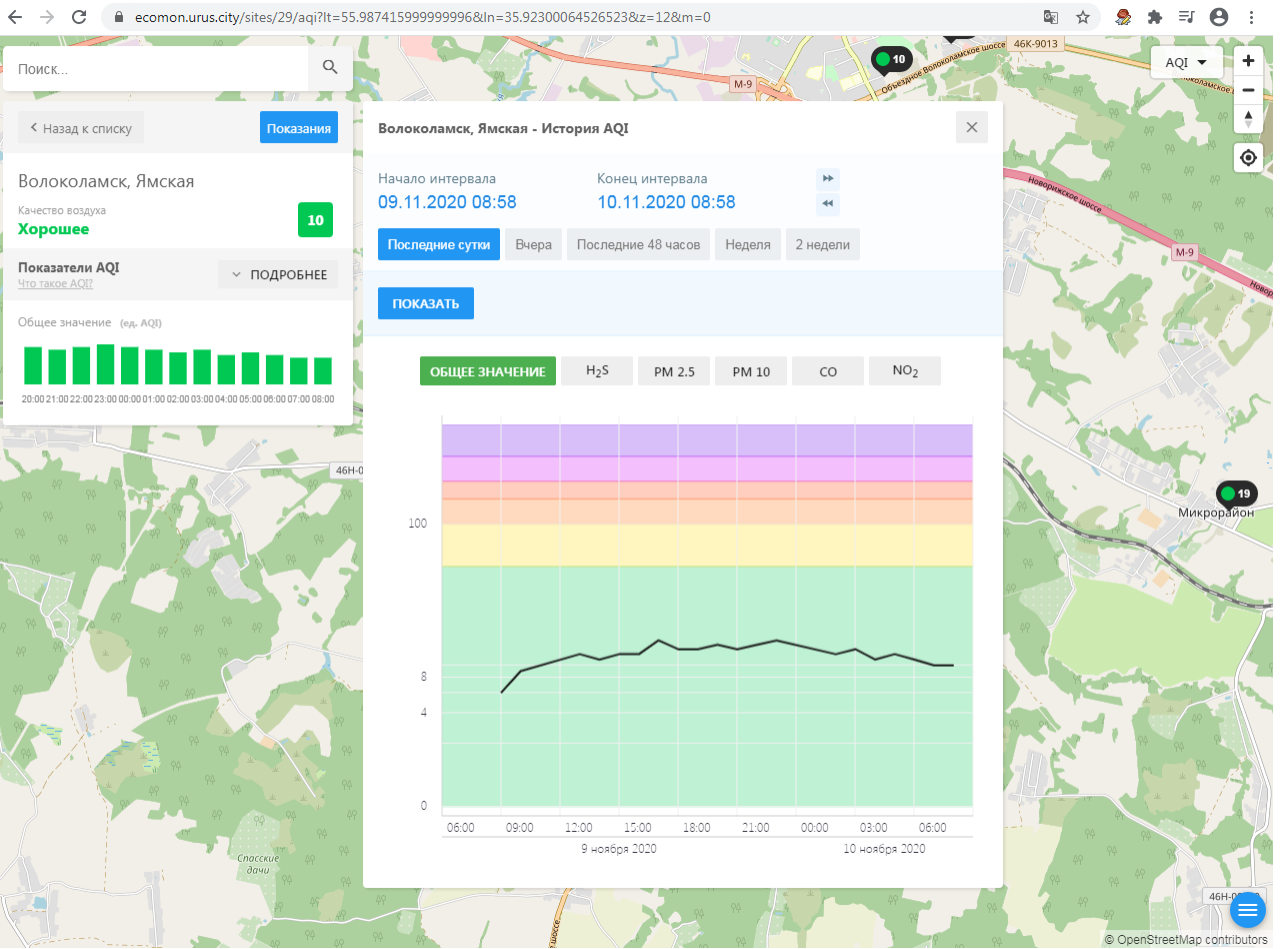 ecomon.urus.city/sites/29/aqi?lt=55.987415999999996&ln=35.92300064526523&z=12&m=0
Поиск...
10
Объездное Волоколамское шоссе
46К-9013
AQI
М-9
Назад к списку
Показания
Волоколамск, Ямская - История AQI
Волоколамск, Ямская
Качество воздуха
Хорошее
10
Начало интервала
Конец интервала
09.11.2020 08:58
10.11.2020 08:58
Новорижское шоссе
М-9
Последние сутки
Вчера
Последние 48 часов
Неделя
2 недели
Показатели AQI
Что такое AQI?
ПОДРОБНЕЕ
ПОКАЗАТЬ
Общее значение (ед. AQI)
20:00 21:00 22:00 23:00 00:00 01:00 02:00 03:00 04:00 05:00 06:00 07:00 08:00
ОБЩЕЕ ЗНАЧЕНИЕ
H2S
PM 2.5
PM 10
CO
NO2
100
8
4
0
19
Микрорайон
06:00 09:00 12:00 15:00 18:00 21:00 00:00 03:00 06:00
9 ноября 2020
10 ноября 2020
Спасские
дачи
© OpenStreetMap contributors